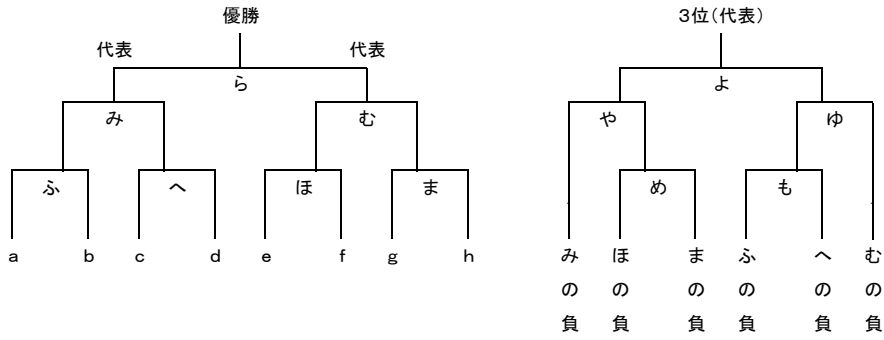 優勝 3位(代表)
代表 代表
ら よ
み む や ゆ
ふ へ ほ ま め も
a b c d e f g h みの負 ほの負 まの負 ふの負 への負 むの負